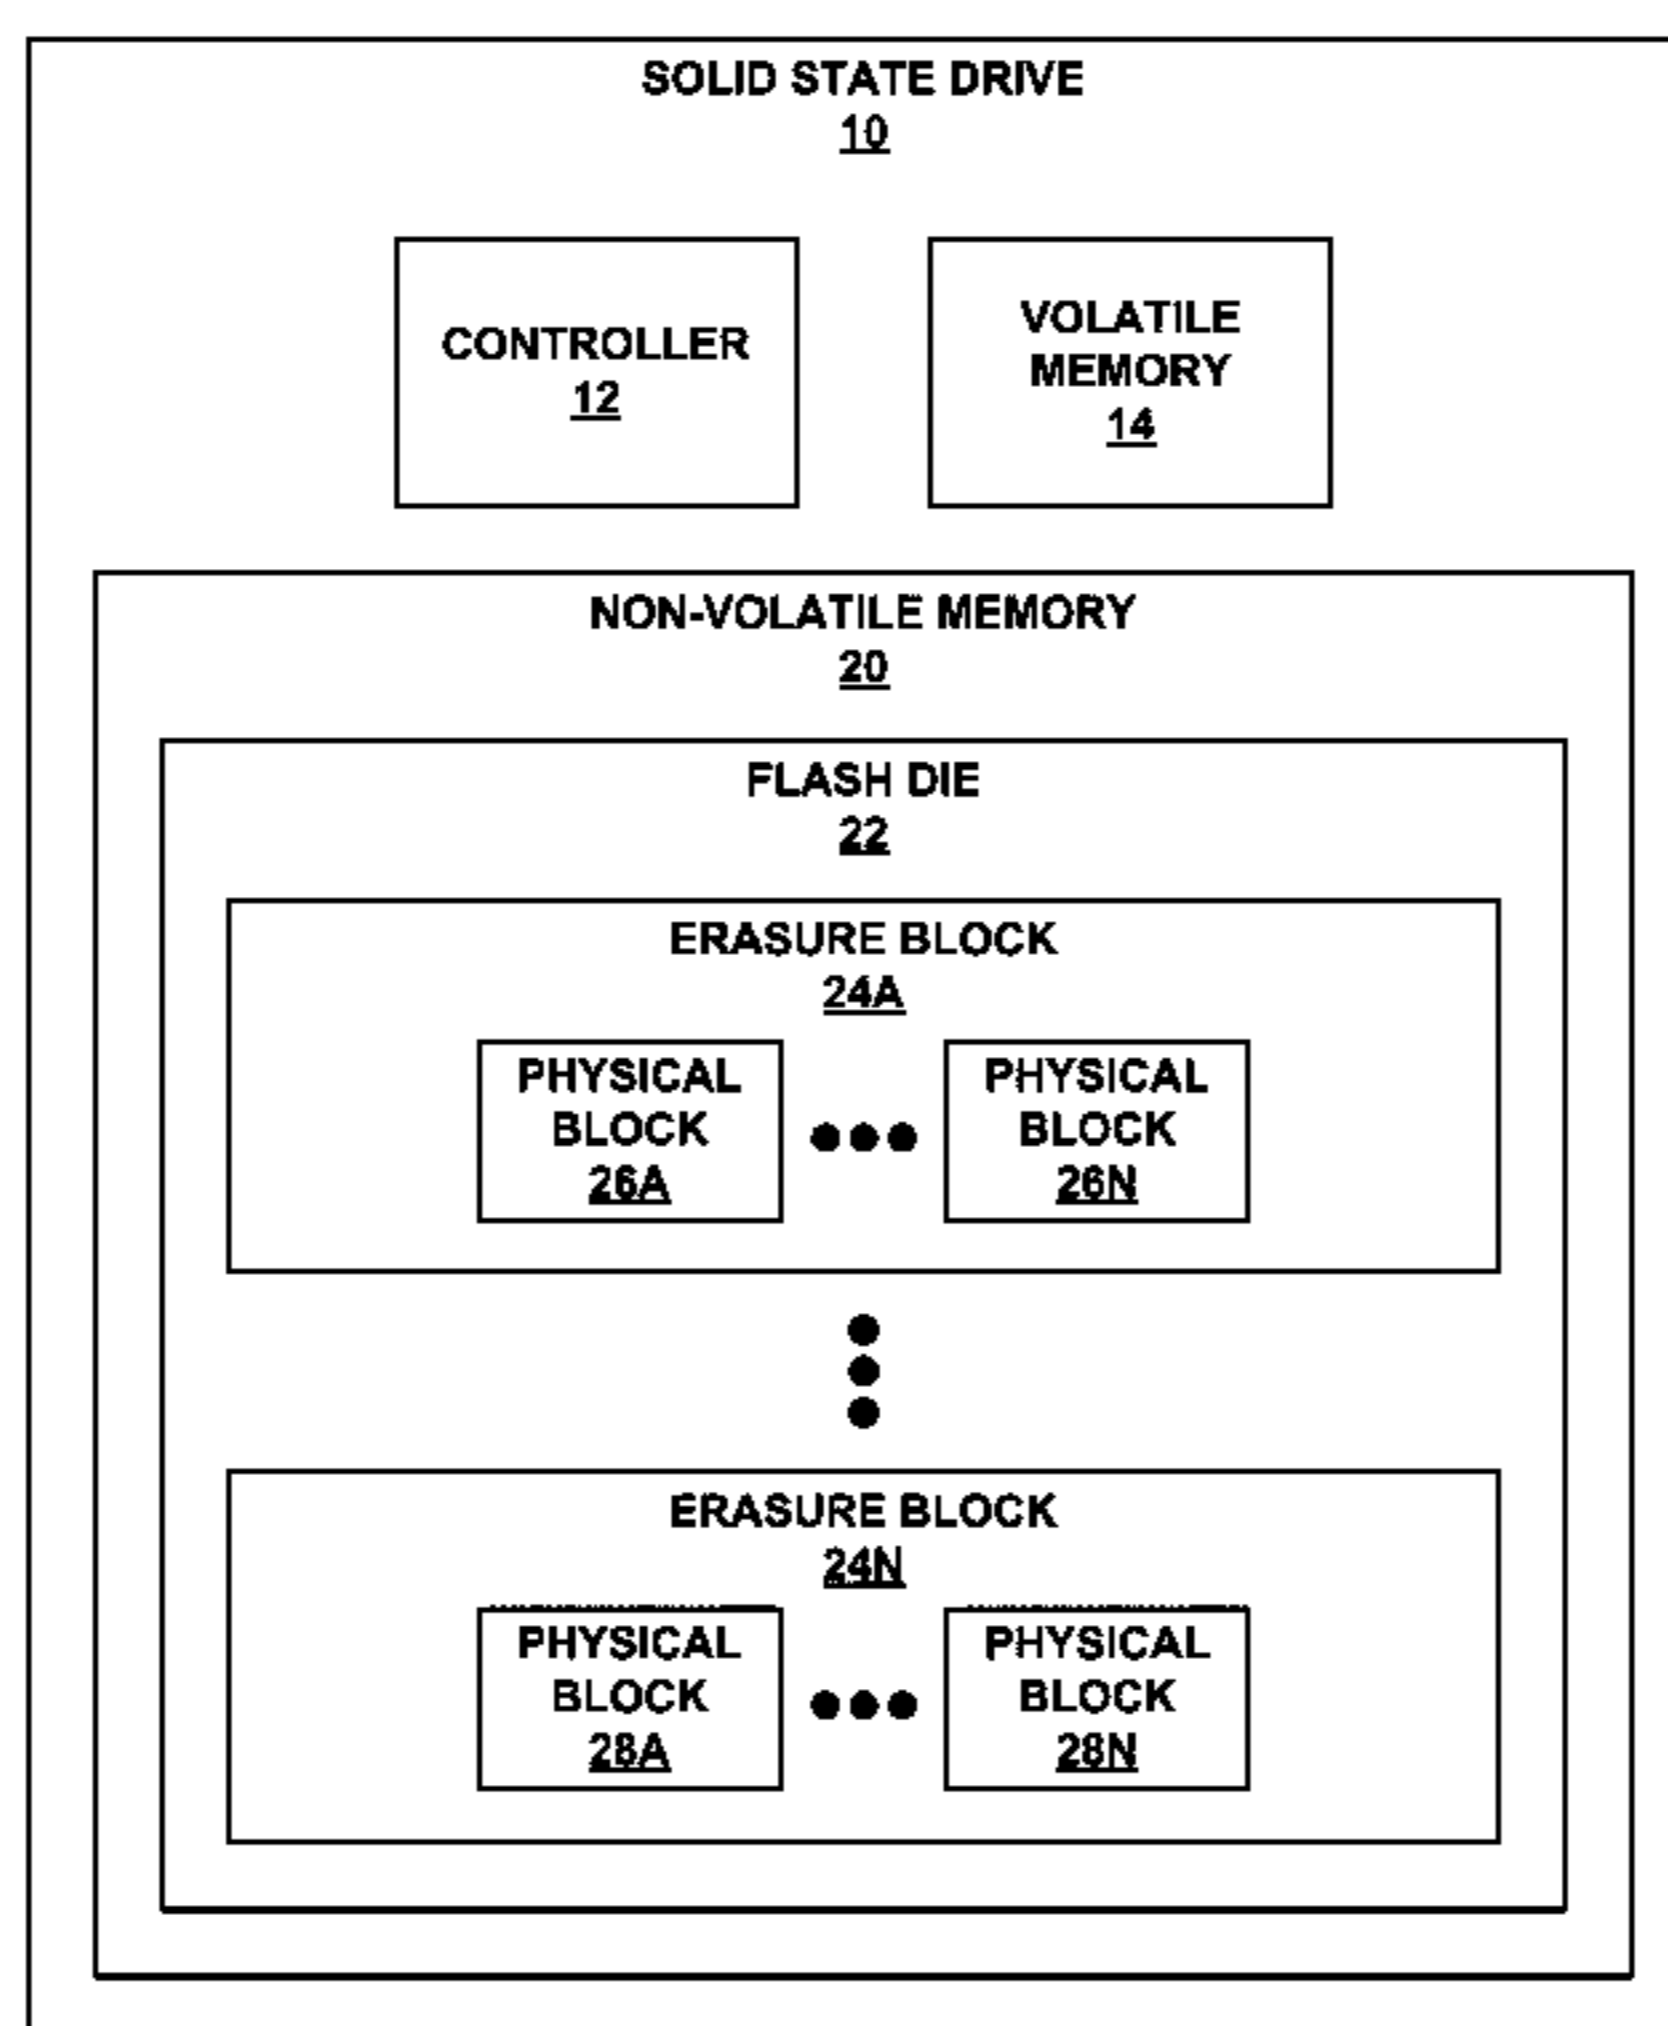 SOLID STATE DRIVE
10
CONTROLLER
12
VOLATILE
MEMORY
14
NON-VOLATILE MEMORY
20
FLASH DIE
22
ERASURE BLOCK
24A
PHYSICAL
BLOCK
26A
PHYSICAL
BLOCK
26N
ERASURE BLOCK
24N
PHYSICAL
BLOCK
28A
PHYSICAL
BLOCK
28N